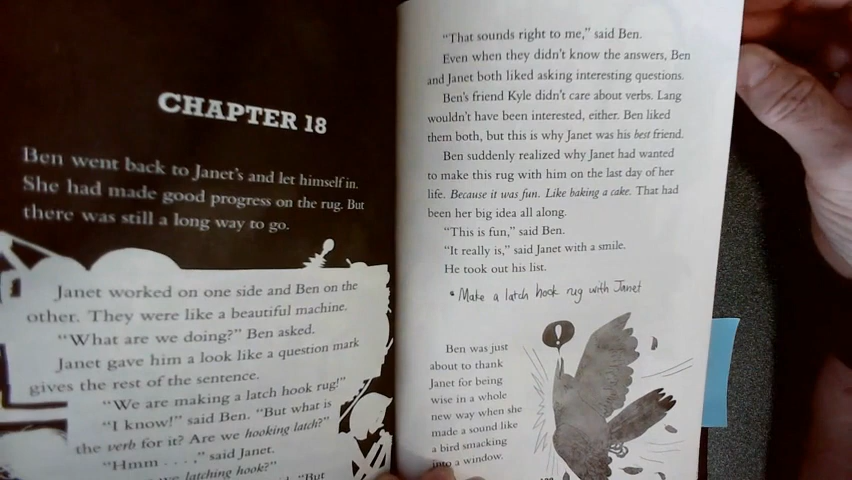 CHAPTER 18
Ben went back to Janet's and let himself in.
She had made good progress on the rug. But
there was still a long way to go.
Janet worked on one side and Ben on the
other. They were like a beautiful machine.
"What are we doing?" Ben asked.
Janet gave him a look like a question mark
gives the rest of the sentence.
"We are making a latch hook rug!"
"I know!" said Ben. "But what is
the verb for it? Are we hooking latch?"
"Hmm . . . ." said Janet.
latching hook?"
"But
"That sounds right to me," said Ben.
Even when they didn't know the answers, Ben
and Janet both liked asking interesting questions.
Ben's friend Kyle didn't care about verbs. Lang
wouldn't have been interested, either. Ben liked
them both, but this is why Janet was his best friend.
Ben suddenly realized why Janet had wanted
to make this rug with him on the last day of her
life. Because it was fun. Like baking a cake. That had
been her big idea all along.
"This is fun," said Ben.
"It really is," said Janet with a smile.
He took out his list.
• Make a latch hook rug with Janet
!
Ben was just
about to thank
Janet for being
wise in a whole
new way when she
made a sound like
a bird smacking
into a window.